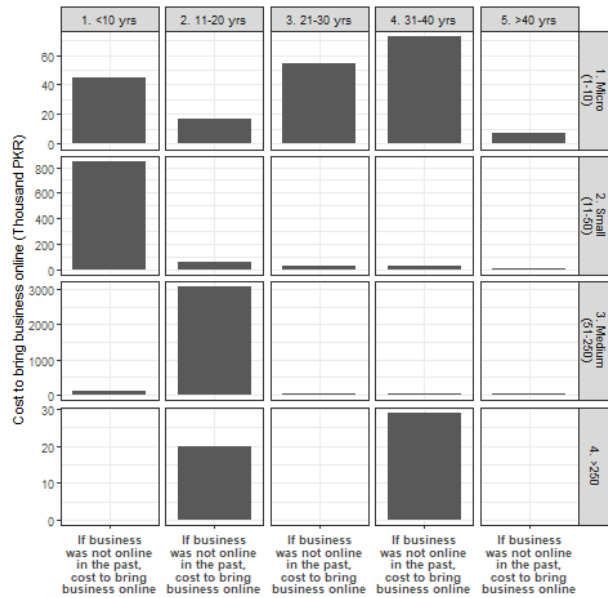 1. <10 yrs
2. 11-20 yrs
3. 21-30 yrs
4. 31-40 yrs
5. >40 yrs
Cost to bring business online (Thousand PKR)
60
40
20
0
1. Micro
(1-10)
800
600
400
200
0
2. Small
(11-50)
3000
2000
1000
0
3. Medium
(51-250)
30
20
10
0
4. >250
If business
was not online
in the past,
cost to bring
business online
If business
was not online
in the past,
cost to bring
business online
If business
was not online
in the past,
cost to bring
business online
If business
was not online
in the past,
cost to bring
business online
If business
was not online
in the past,
cost to bring
business online